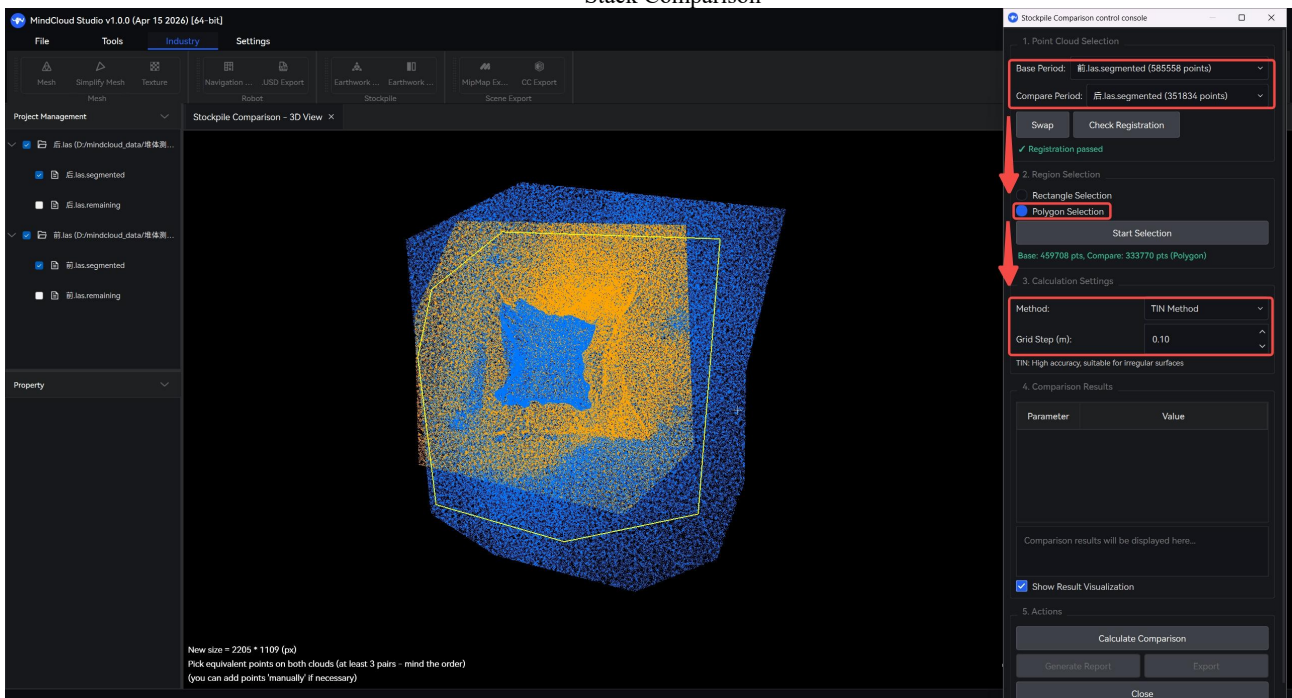 Stack Comparison
MindCloud Studio v1.0.0 (Apr 15 2026) [64-bit]
File Tools Industry Settings
Mesh Simplify Mesh Texture
Mesh
Navigation ... USD Export
Robot
Earthwork ... Earthwork ...
Stockpile
MipMap Ex... CC Export
Scene Export
Project Management
Stockpile Comparison - 3D View ×
后.las (D:/mindcloud_data/堆体测...
后.las.segmented
后.las.remaining
前.las (D:/mindcloud_data/堆体测...
前.las.segmented
前.las.remaining
Property
New size = 2205 * 1109 (px)
Pick equivalent points on both clouds (at least 3 pairs - mind the order)
(you can add points 'manually' if necessary)
Stockpile Comparison control console
1. Point Cloud Selection
Base Period: 前.las.segmented (585558 points)
Compare Period: 后.las.segmented (351834 points)
Swap Check Registration
✓ Registration passed
2. Region Selection
Rectangle Selection
Polygon Selection
Start Selection
Base: 459708 pts, Compare: 333770 pts (Polygon)
3. Calculation Settings
Method: TIN Method
Grid Step (m): 0.10
TIN: High accuracy, suitable for irregular surfaces
4. Comparison Results
Parameter Value
Comparison results will be displayed here...
Show Result Visualization
5. Actions
Calculate Comparison
Generate Report Export
Close